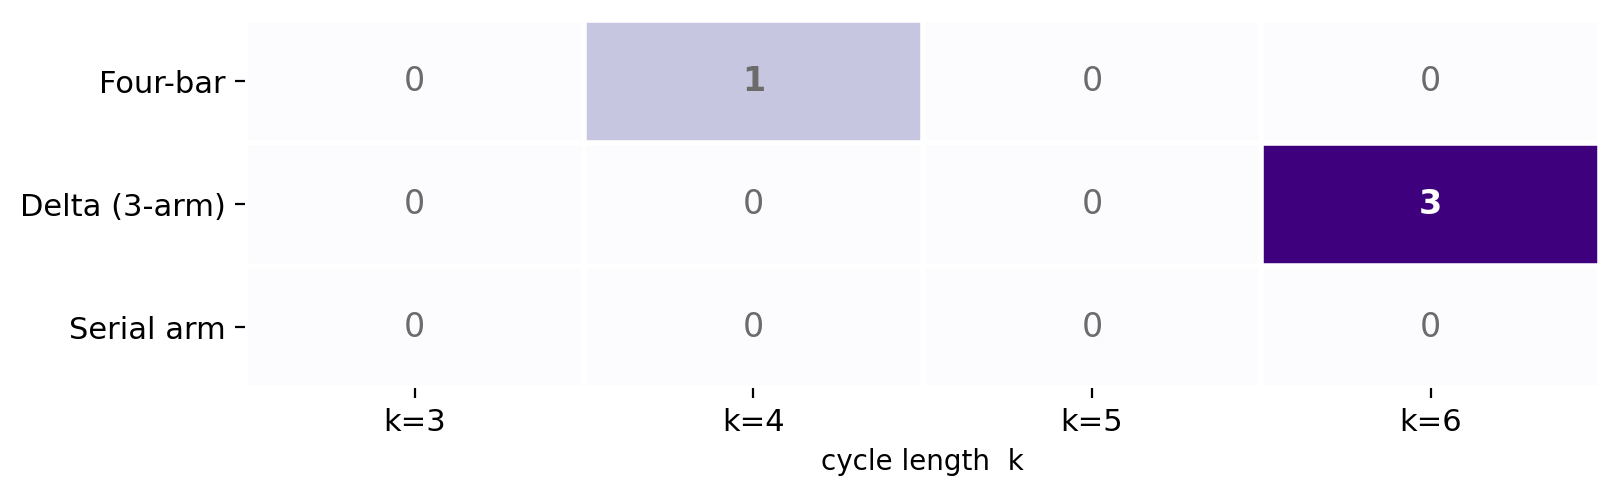 Four-bar 0 1 0 0
Delta (3-arm) 0 0 0 3
Serial arm 0 0 0 0
k=3 k=4 k=5 k=6
cycle length k